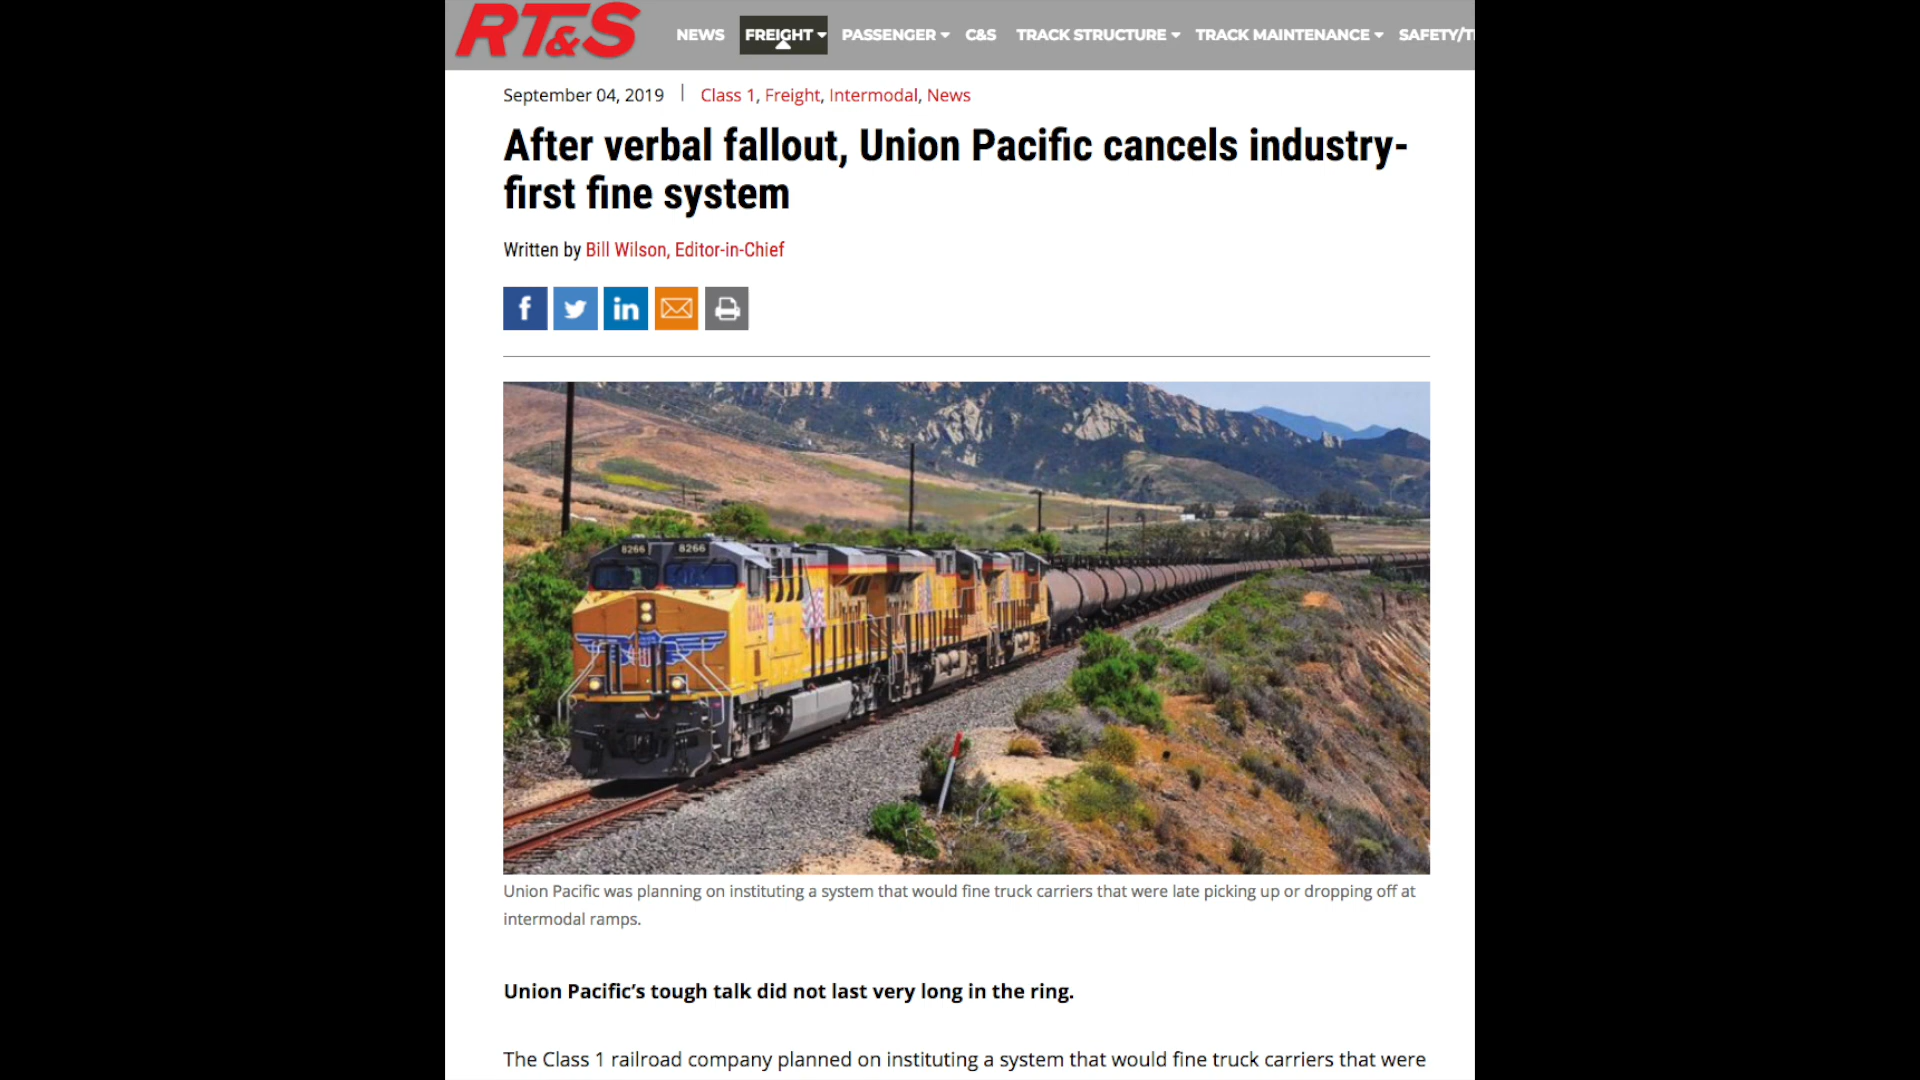 RT&S
NEWS FREIGHT PASSENGER C&S TRACK STRUCTURE TRACK MAINTENANCE
September 04, 2019 | Class 1, Freight, Intermodal, News
After verbal fallout, Union Pacific cancels industry-
first fine system
Written by Bill Wilson, Editor-in-Chief
8266 8266
Union Pacific was planning on instituting a system that would fine truck carriers that were late picking up or dropping off at
intermodal ramps.
Union Pacific’s tough talk did not last very long in the ring.
The Class 1 railroad company planned on instituting a system that would fine truck carriers that were